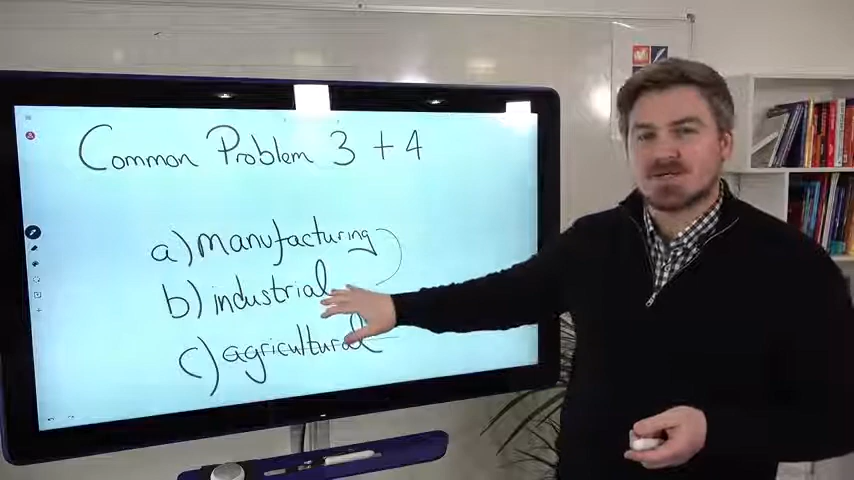 Common Problem 3 + 4
a) manufacturing
b) industrial
c) agricultural